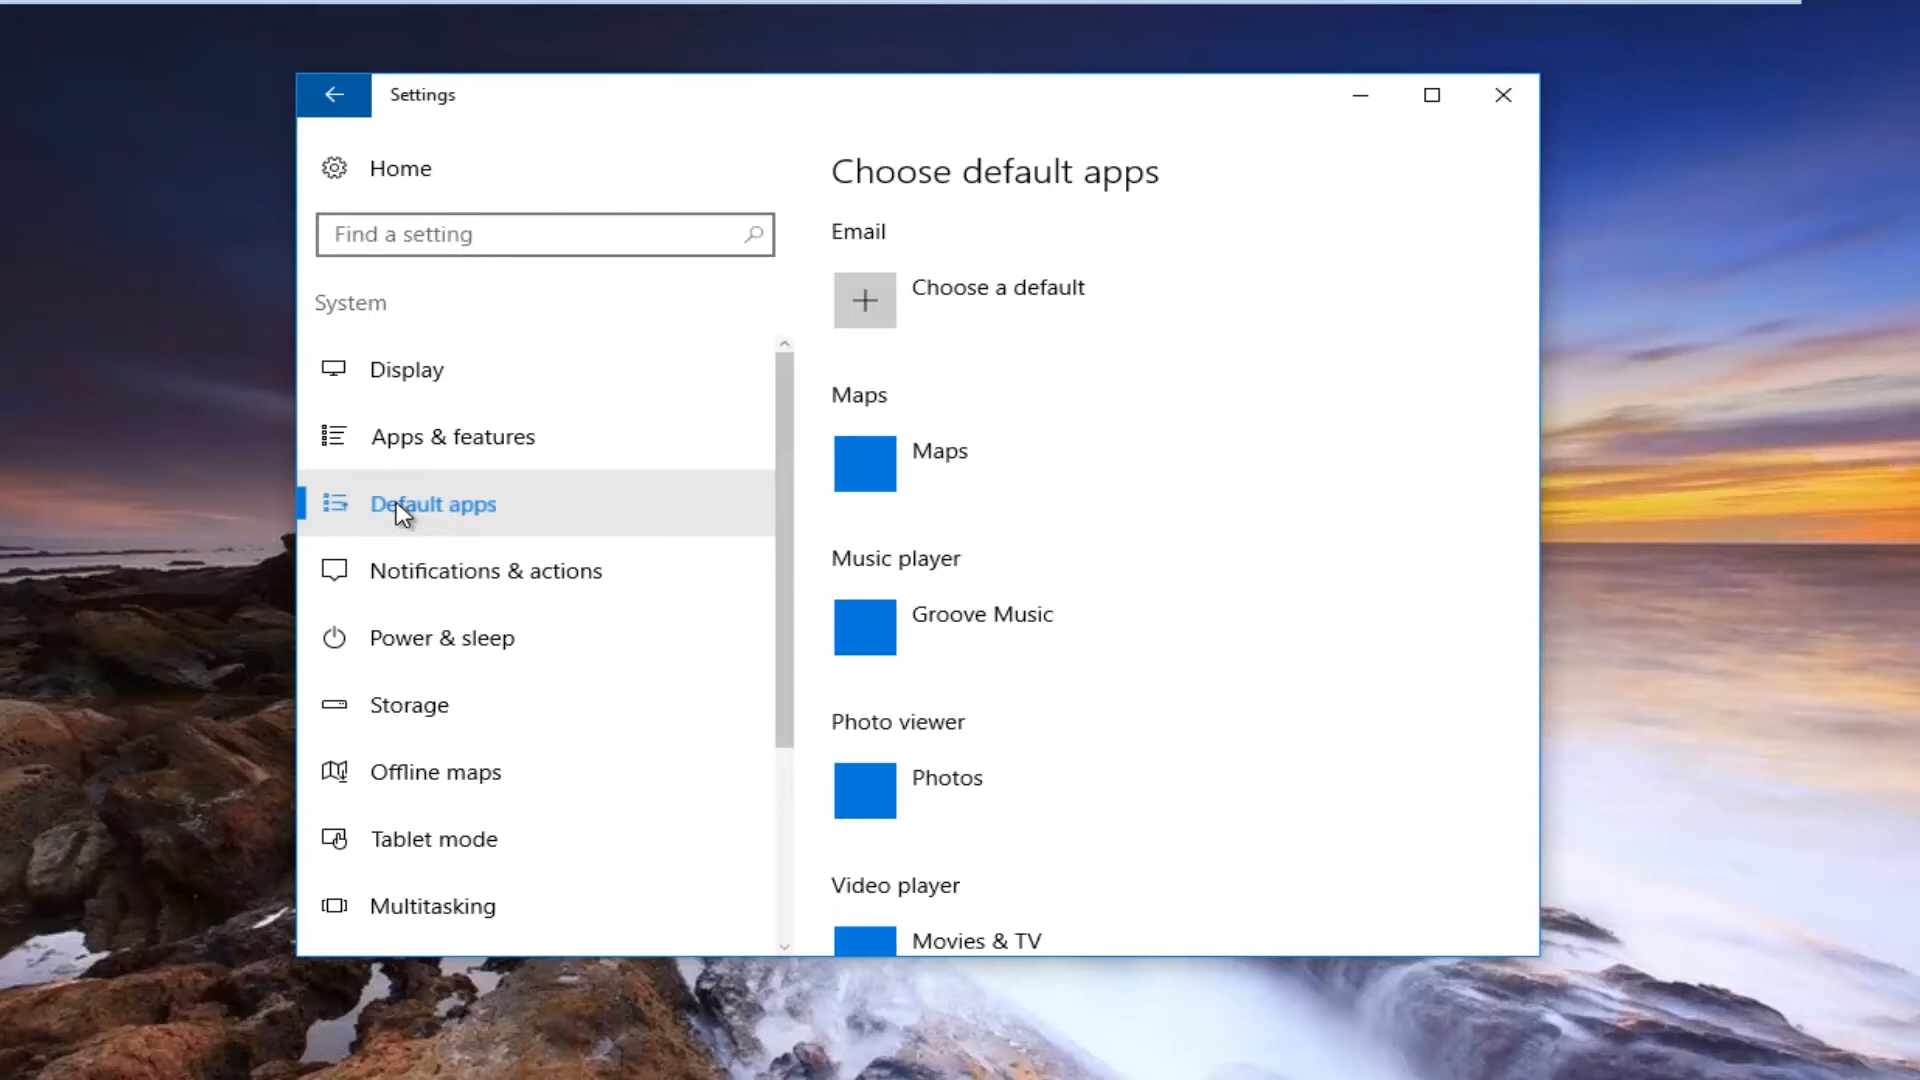 Settings
Home
Find a setting
System
Display
Apps & features
Default apps
Notifications & actions
Power & sleep
Storage
Offline maps
Tablet mode
Multitasking
Choose default apps
Email
Choose a default
Maps
Maps
Music player
Groove Music
Photo viewer
Photos
Video player
Movies & TV